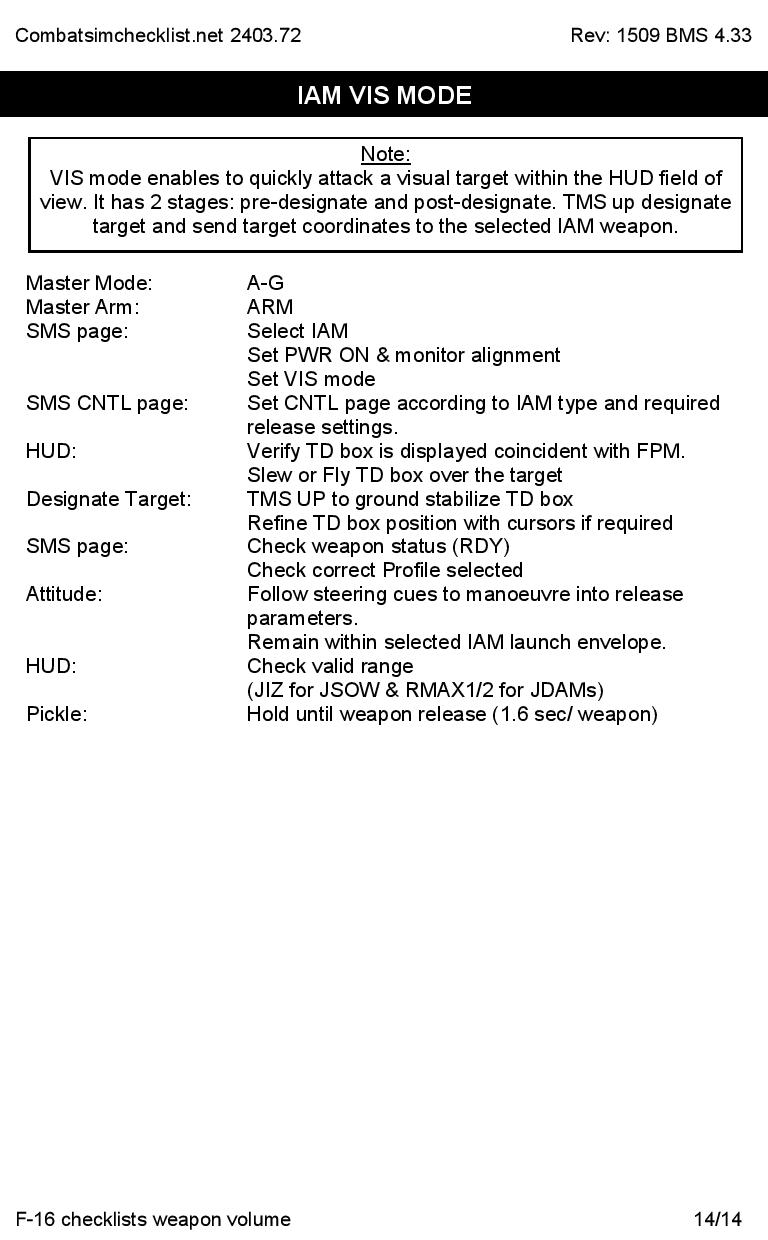 Combatsimchecklist.net 2403.72 Rev: 1509 BMS 4.33
IAM VIS MODE
Note:
VIS mode enables to quickly attack a visual target within the HUD field of
view. It has 2 stages: pre-designate and post-designate. TMS up designate
target and send target coordinates to the selected IAM weapon.
Master Mode: A-G
Master Arm: ARM
SMS page: Select IAM
Set PWR ON & monitor alignment
Set VIS mode
SMS CNTL page: Set CNTL page according to IAM type and required
release settings.
HUD: Verify TD box is displayed coincident with FPM.
Slew or Fly TD box over the target
Designate Target: TMS UP to ground stabilize TD box
Refine TD box position with cursors if required
SMS page: Check weapon status (RDY)
Check correct Profile selected
Attitude: Follow steering cues to manoeuvre into release
parameters.
Remain within selected IAM launch envelope.
HUD: Check valid range
(JIZ for JSOW & RMAX1/2 for JDAMs)
Pickle: Hold until weapon release (1.6 sec/ weapon)
F-16 checklists weapon volume 14/14